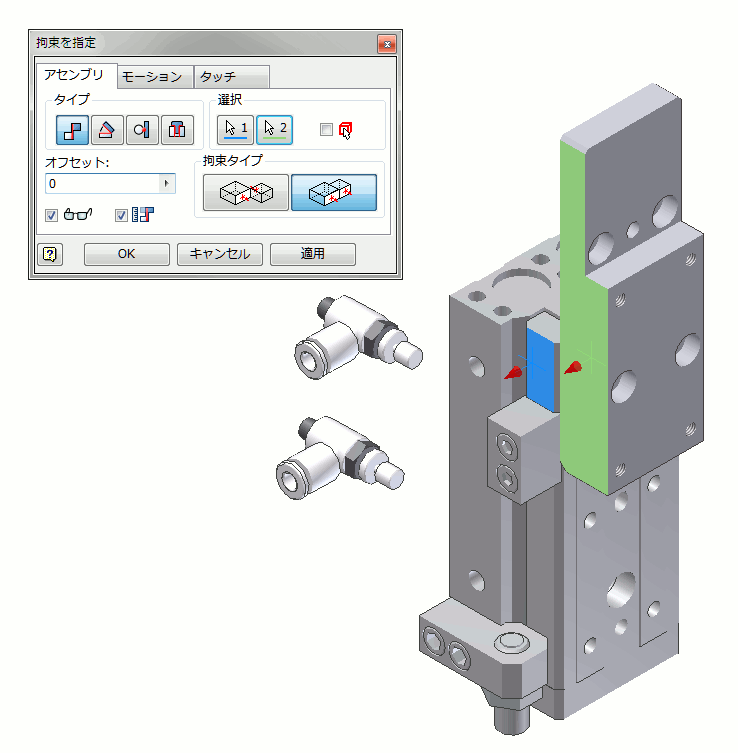 拘束を指定
アセンブリ モーション タッチ
タイプ 選択
1 2
オフセット: 拘束タイプ
0
OK キャンセル 適用